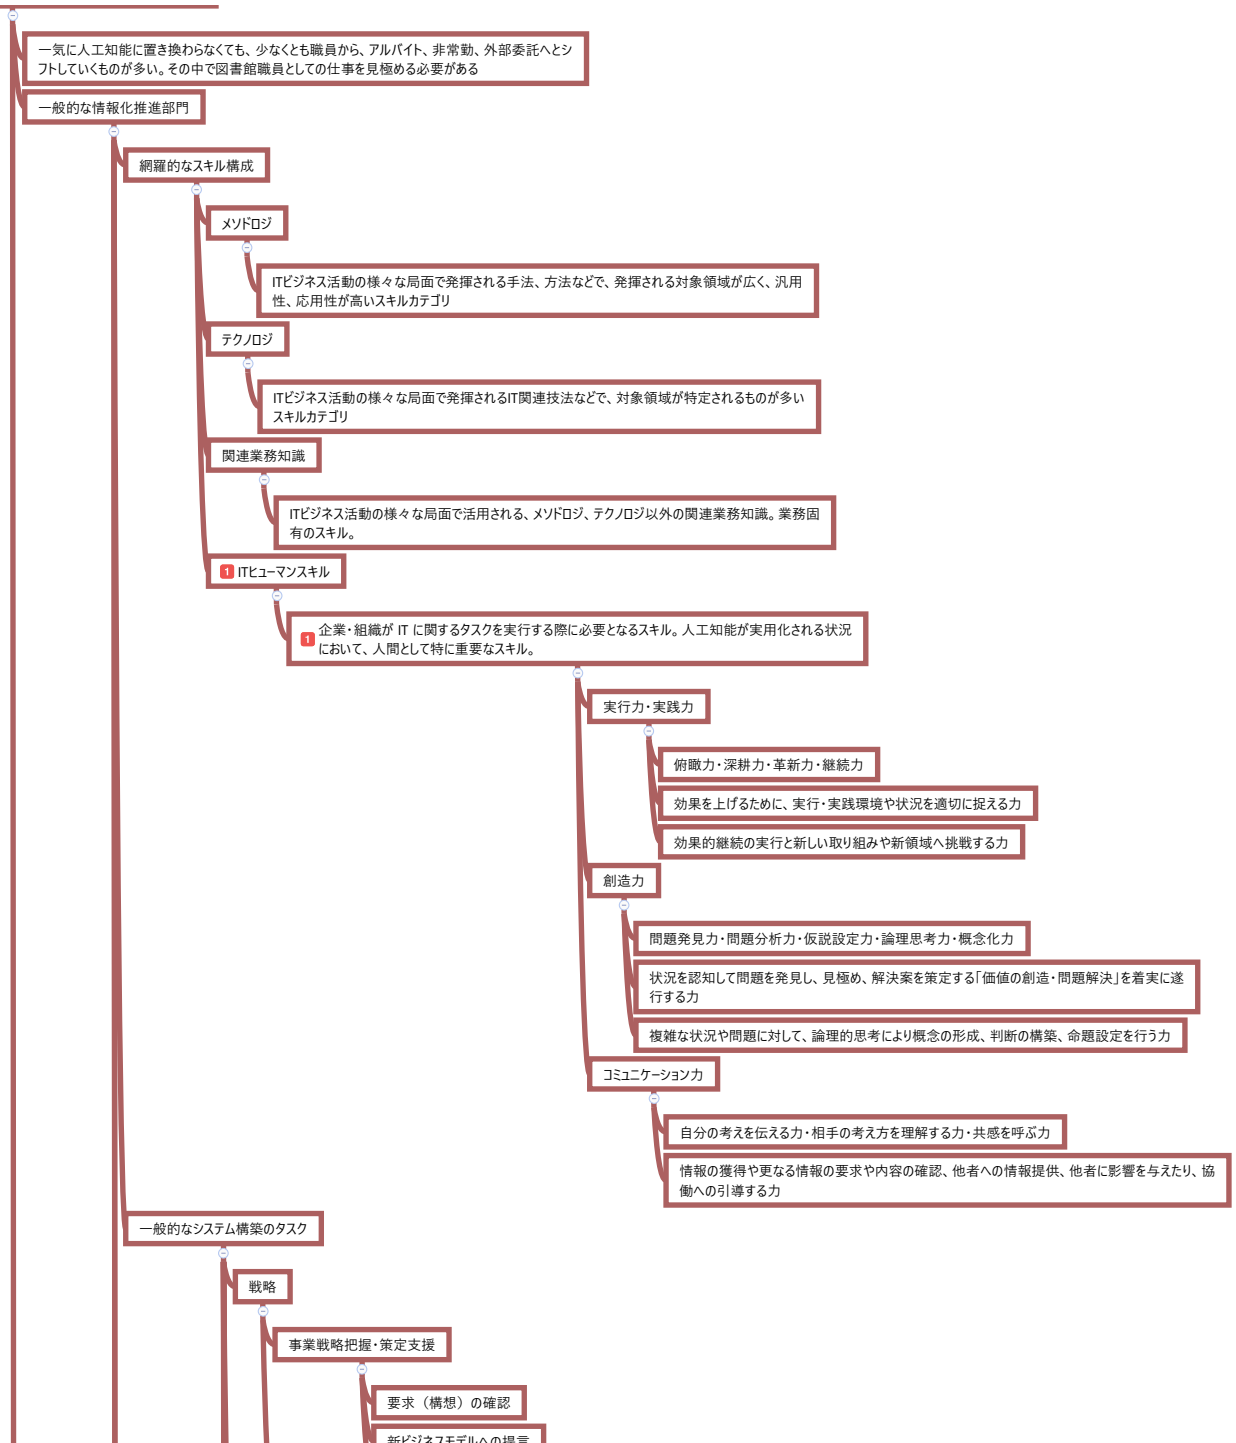 一気に人工知能に置き換わらなくても、少なくとも職員から、アルバイト、非常勤、外部委託へとシ
フトしていくものが多い。その中で図書館職員としての仕事を見極める必要がある
一般的な情報化推進部門
網羅的なスキル構成
メソドロジ
ITビジネス活動の様々な局面で発揮される手法、方法などで、発揮される対象領域が広く、汎用
性、応用性が高いスキルカテゴリ
テクノロジ
ITビジネス活動の様々な局面で発揮されるIT関連技法などで、対象領域が特定されるものが多い
スキルカテゴリ
関連業務知識
ITビジネス活動の様々な局面で活用される、メソドロジ、テクノロジ以外の関連業務知識。業務固
有のスキル。
1 ITヒューマンスキル
1 企業・組織が IT に関するタスクを実行する際に必要となるスキル。人工知能が実用化される状況
において、人間として特に重要なスキル。
実行力・実践力
俯瞰力・深耕力・革新力・継続力
効果を上げるために、実行・実践環境や状況を適切に捉える力
効果的継続の実行と新しい取り組みや新領域へ挑戦する力
創造力
問題発見力・問題分析力・仮説設定力・論理思考力・概念化力
状況を認知して問題を発見し、見極め、解決案を策定する「価値の創造・問題解決」を着実に遂
行する力
複雑な状況や問題に対して、論理的思考により概念の形成、判断の構築、命題設定を行う力
コミュニケーション力
自分の考えを伝える力・相手の考え方を理解する力・共感を呼ぶ力
情報の獲得や更なる情報の要求や内容の確認、他者への情報提供、他者に影響を与えたり、協
働への引導する力
一般的なシステム構築のタスク
戦略
事業戦略把握・策定支援
要求（構想）の確認
新ビジネスモデルへの提言